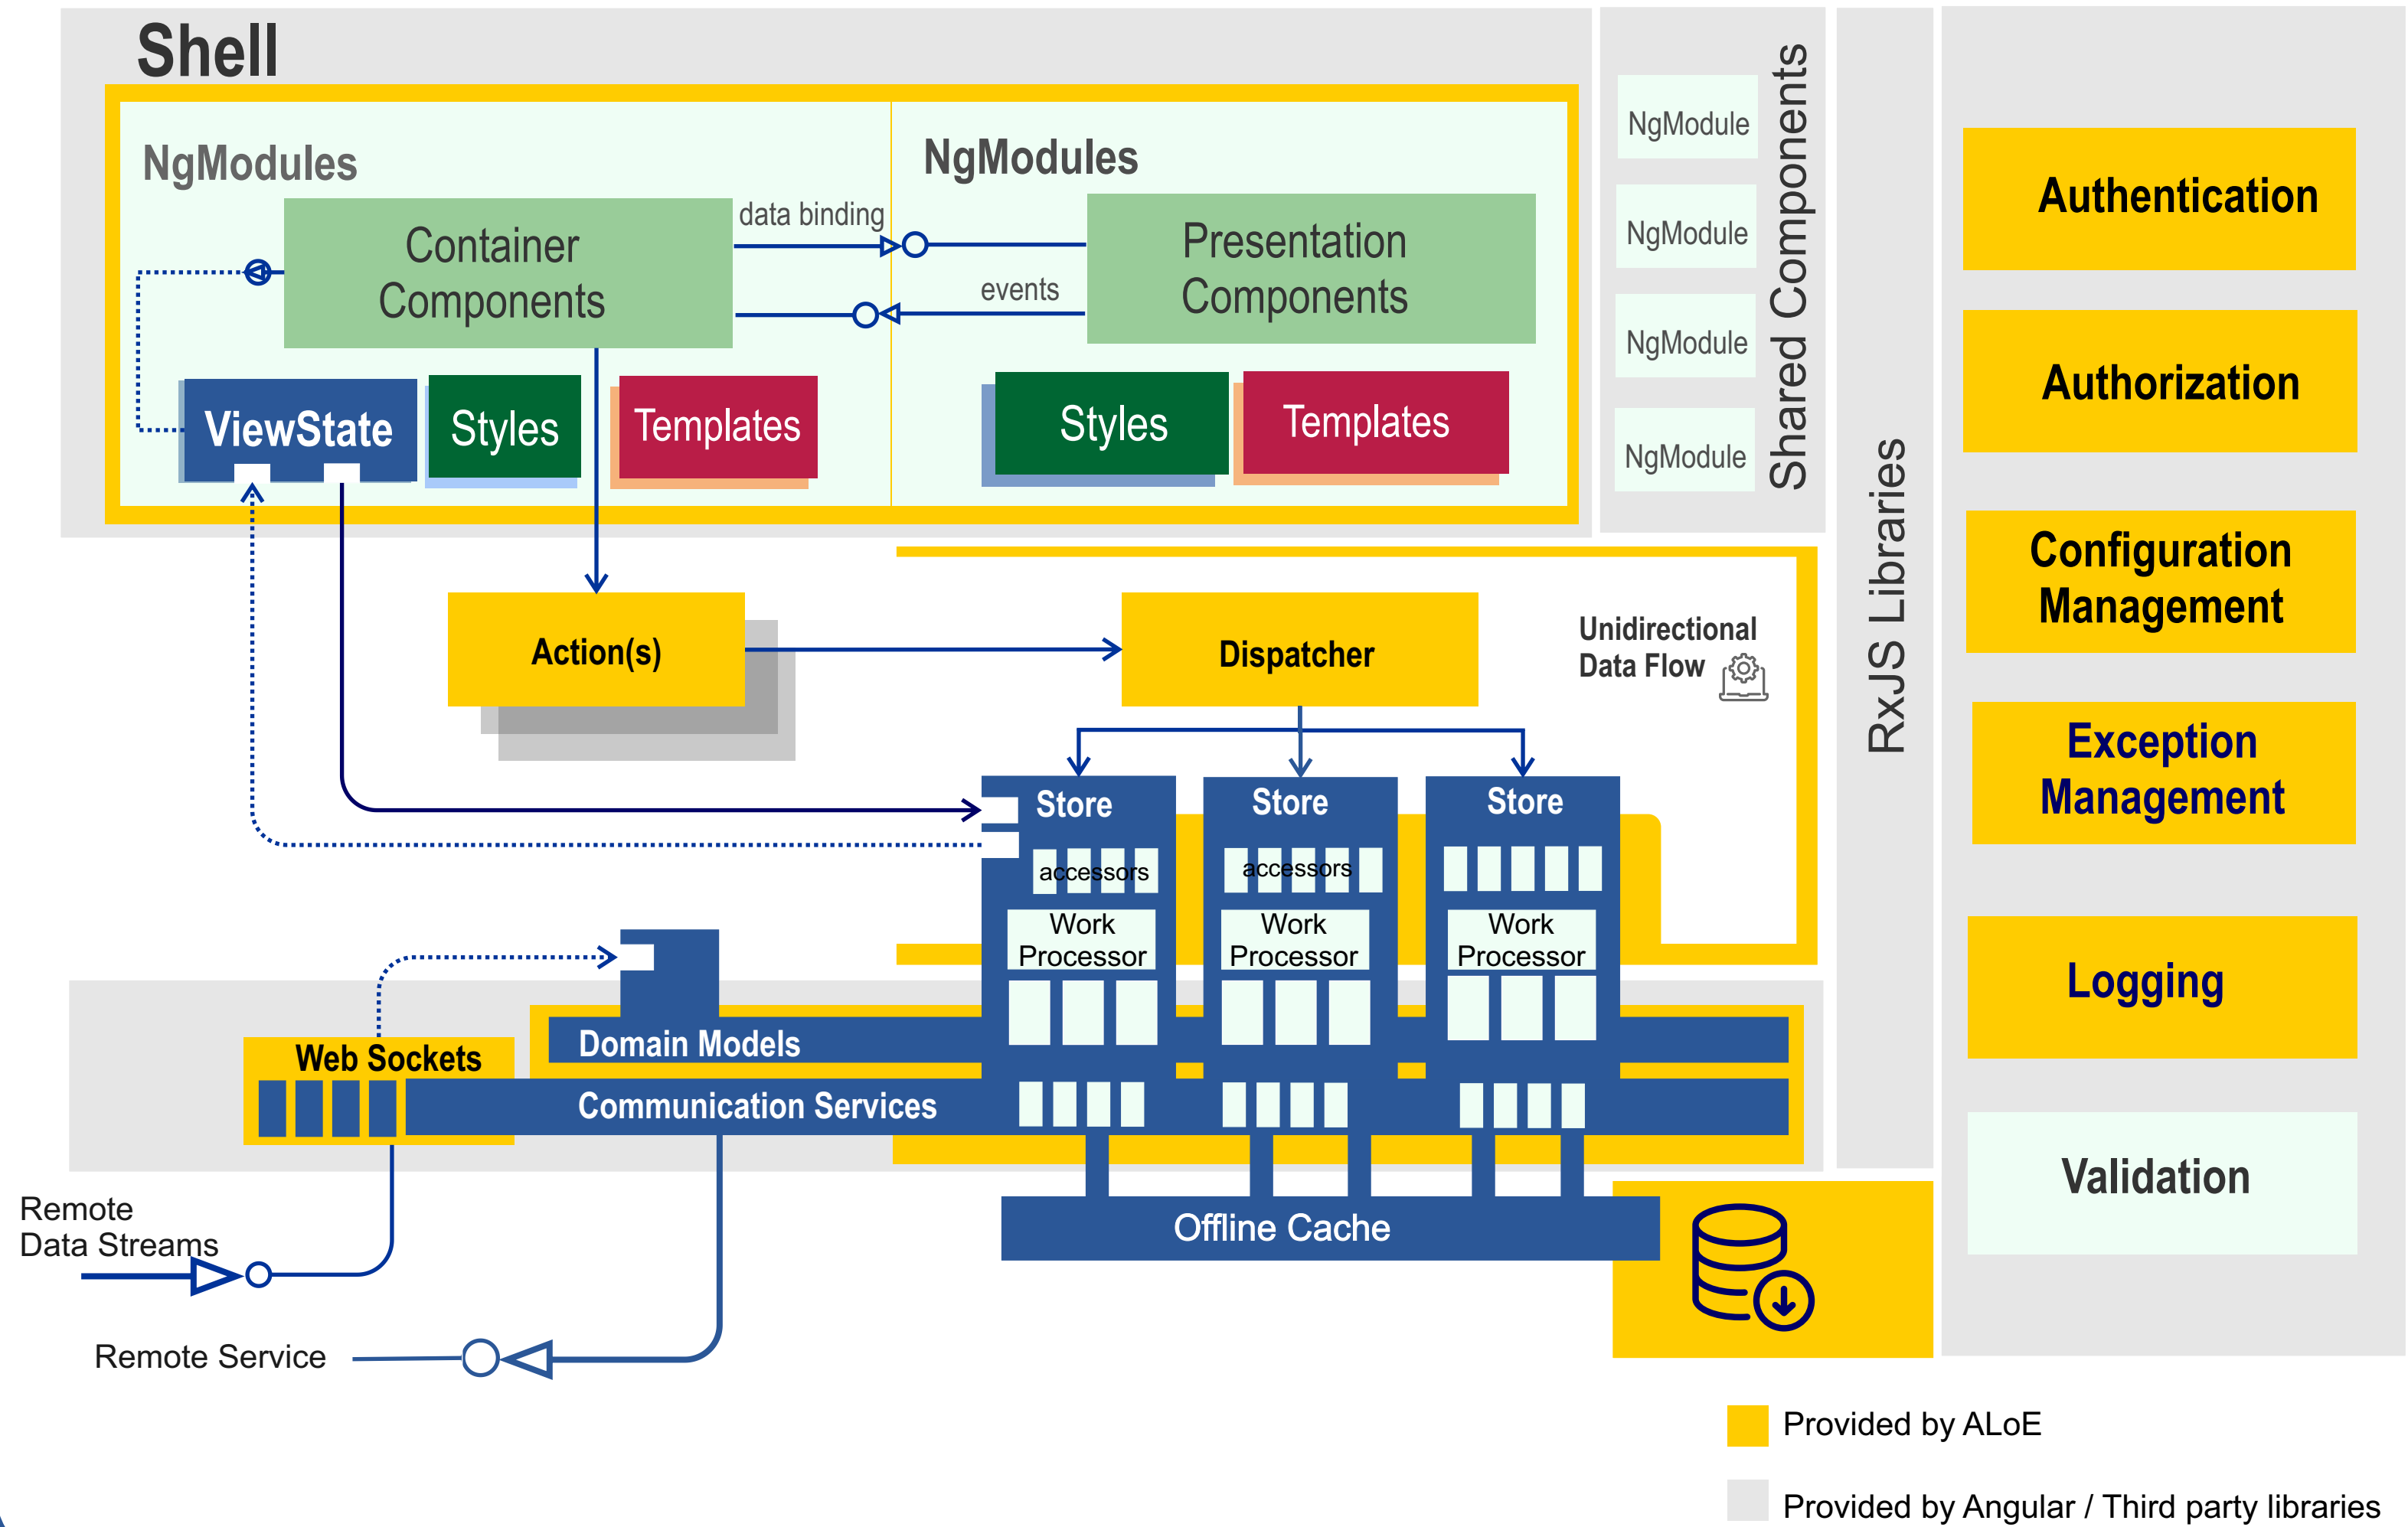 Shell
NgModules
NgModules
Container
Components
data binding
events
Presentation
Components
ViewState
Styles
Templates
Styles
Templates
NgModule
NgModule
NgModule
NgModule
Shared Components
RxJS Libraries
Authentication
Authorization
Configuration
Management
Exception
Management
Logging
Validation
Action(s)
Dispatcher
Unidirectional
Data Flow
Store
Store
Store
accessors
accessors
Work
Processor
Work
Processor
Work
Processor
Domain Models
Web Sockets
Communication Services
Offline Cache
Remote
Data Streams
Remote Service
Provided by ALoE
Provided by Angular / Third party libraries